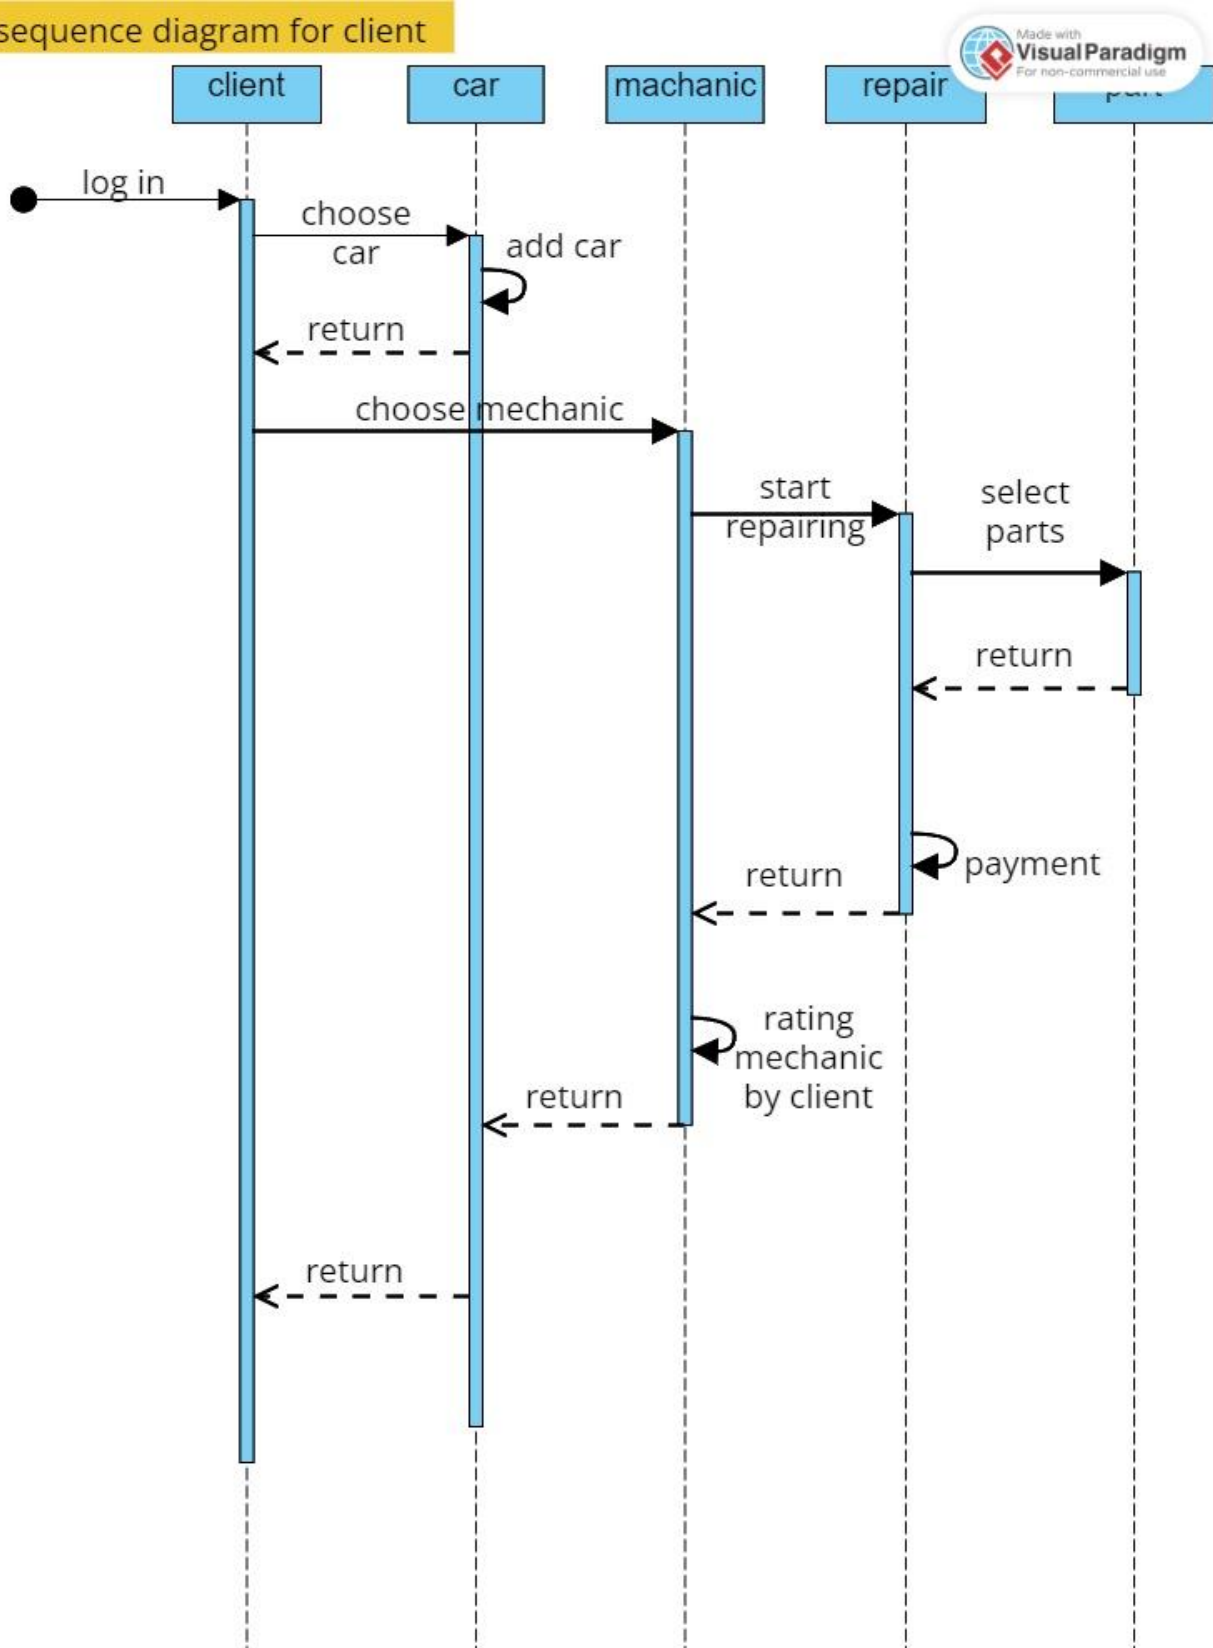 sequence diagram for client
Made with
Visual Paradigm
For non-commercial use
client
car
machanic
repair
part
log in
choose
car
add car
return
choose mechanic
start
repairing
select
parts
return
payment
return
rating
mechanic
by client
return
return